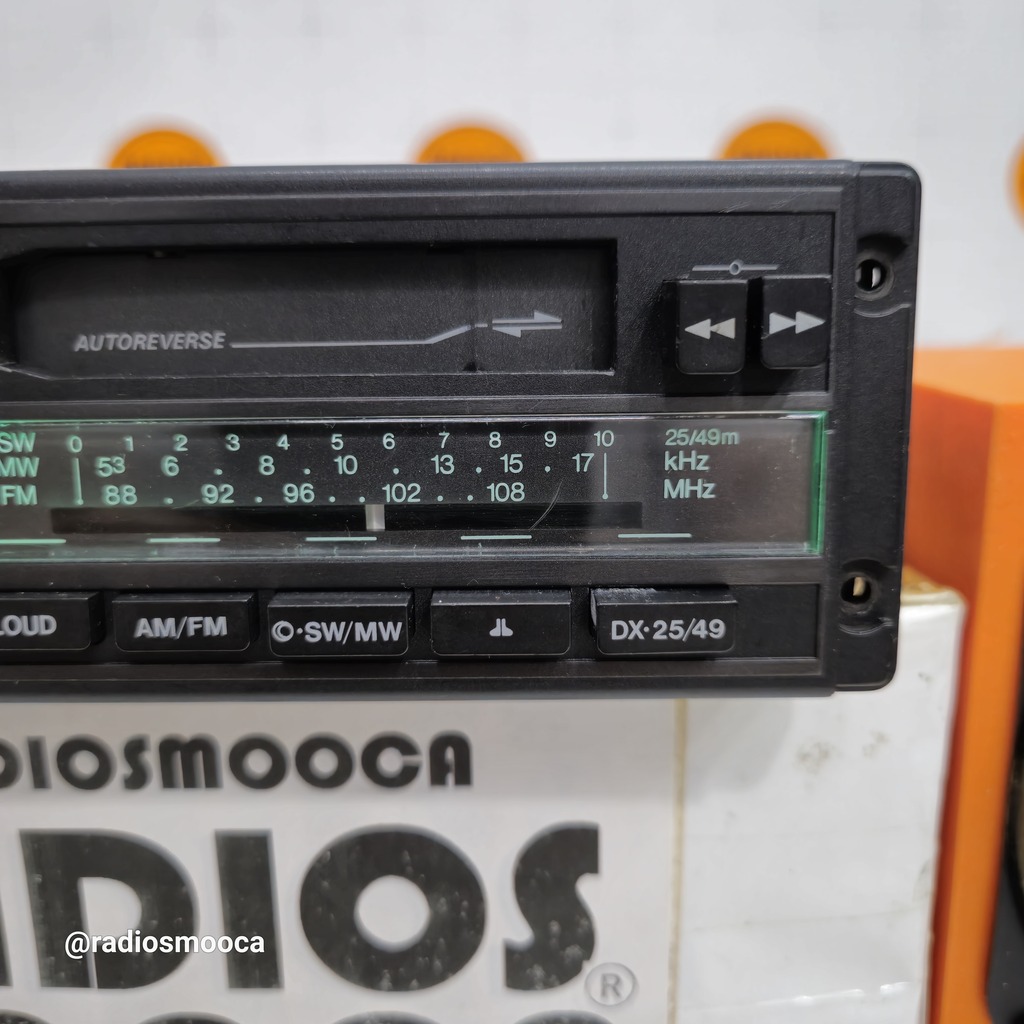 AUTOREVERSE
SW 0 1 2 3 4 5 6 7 8 9 10 25/49m
MW 53 6 . 8 . 10 . 13 . 15 . 17 kHz
FM 88 . 92 . 96 . . 102 . . 108 MHz
LOUD AM/FM ©·SW/MW DX·25/49
DIOSMOOCA
ADIOS
®
@radiosmooca